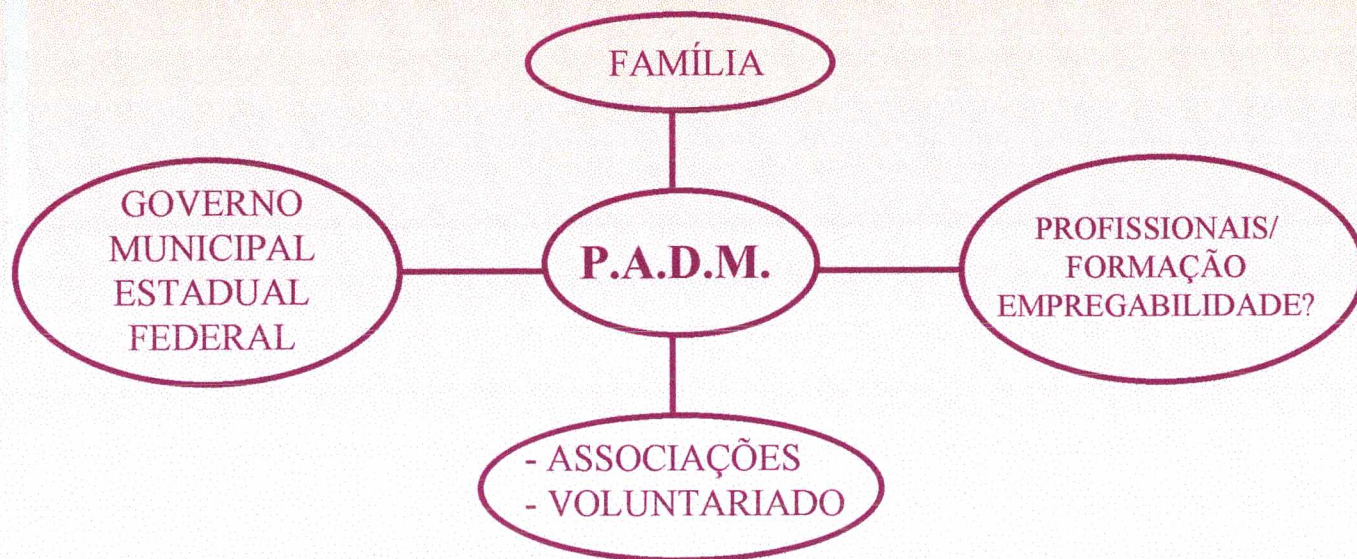 FAMÍLIA
GOVERNO
MUNICIPAL
ESTADUAL
FEDERAL
P.A.D.M.
PROFISSIONAIS/
FORMAÇÃO
EMPREGABILIDADE?
- ASSOCIAÇÕES
- VOLUNTARIADO